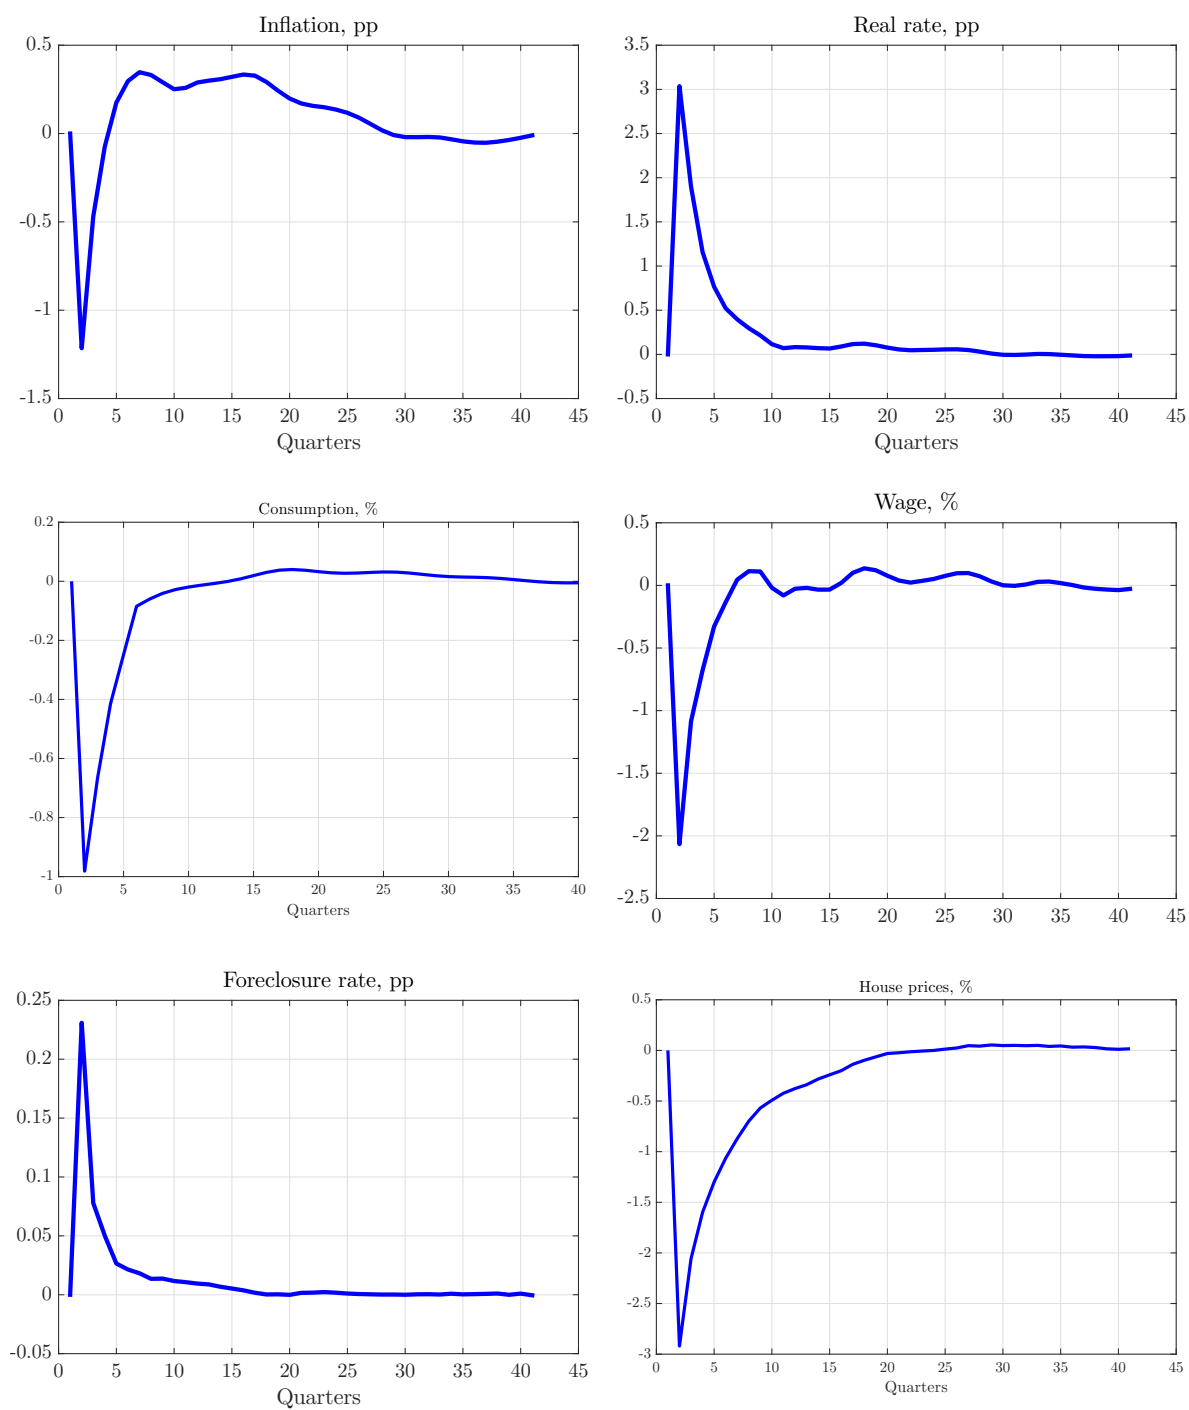 Inflation, pp
0.5
0
-0.5
-1
-1.5
0 5 10 15 20 25 30 35 40 45
Quarters
Real rate, pp
3.5
3
2.5
2
1.5
1
0.5
0
-0.5
0 5 10 15 20 25 30 35 40 45
Quarters
Consumption, %
0.2
0
-0.2
-0.4
-0.6
-0.8
-1
0 5 10 15 20 25 30 35 40
Quarters
Wage, %
0.5
0
-0.5
-1
-1.5
-2
-2.5
0 5 10 15 20 25 30 35 40 45
Foreclosure rate, pp
0.25
0.2
0.15
0.1
0.05
0
-0.05
0 5 10 15 20 25 30 35 40 45
Quarters
House prices, %
0.5
0
-0.5
-1
-1.5
-2
-2.5
-3
0 5 10 15 20 25 30 35 40 45
Quarters